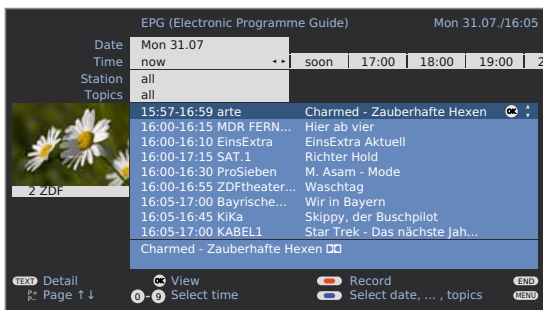 EPG (Electronic Programme Guide) Mon 31.07./16:05
Date Mon 31.07
Time now soon 17:00 18:00 19:00 2
Station all
Topics all
15:57-16:59 arte Charmed - Zauberhafte Hexen OK
16:00-16:15 MDR FERN... Hier ab vier
16:00-16:10 EinsExtra EinsExtra Aktuell
16:00-17:15 SAT.1 Richter Hold
16:00-16:30 ProSieben M. Asam - Mode
16:00-16:55 ZDFtheater... Waschtag
16:05-17:00 Bayrische... Wir in Bayern
16:05-16:45 KiKa Skippy, der Buschpilot
16:05-17:00 KABEL1 Star Trek - Das nächste Jah...
2 ZDF
Charmed - Zauberhafte Hexen
TEXT Detail OK View Record END
P+ P- Page ↑↓ 0-9 Select time Select date, ... , topics MENU